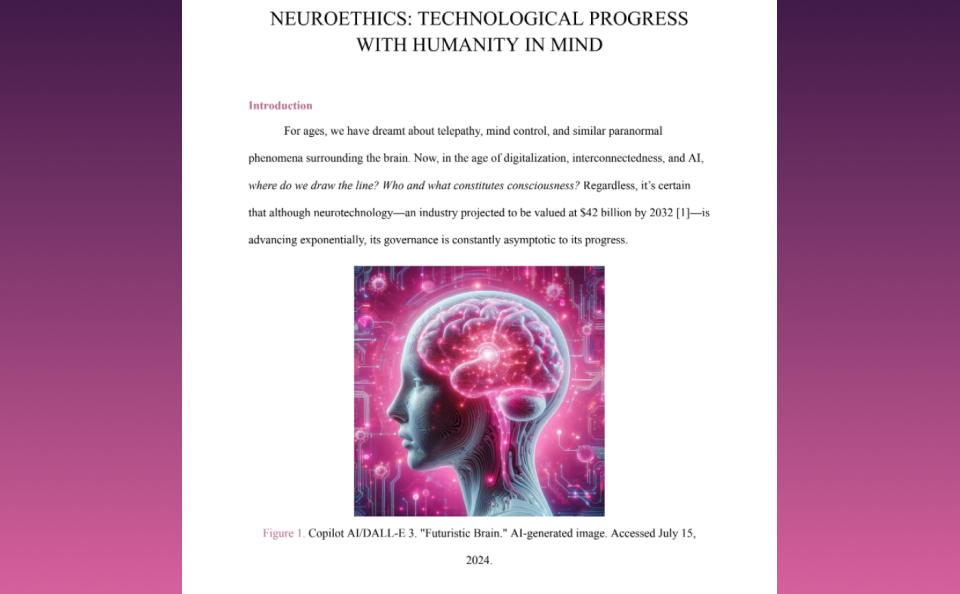 NEUROETHICS: TECHNOLOGICAL PROGRESS
WITH HUMANITY IN MIND
Introduction
For ages, we have dreamt about telepathy, mind control, and similar paranormal
phenomena surrounding the brain. Now, in the age of digitalization, interconnectedness, and AI,
where do we draw the line? Who and what constitutes consciousness? Regardless, it’s certain
that although neurotechnology—an industry projected to be valued at $42 billion by 2032 [1]—is
advancing exponentially, its governance is constantly asymptotic to its progress.
Figure 1. Copilot AI/DALL-E 3. "Futuristic Brain." AI-generated image. Accessed July 15,
2024.